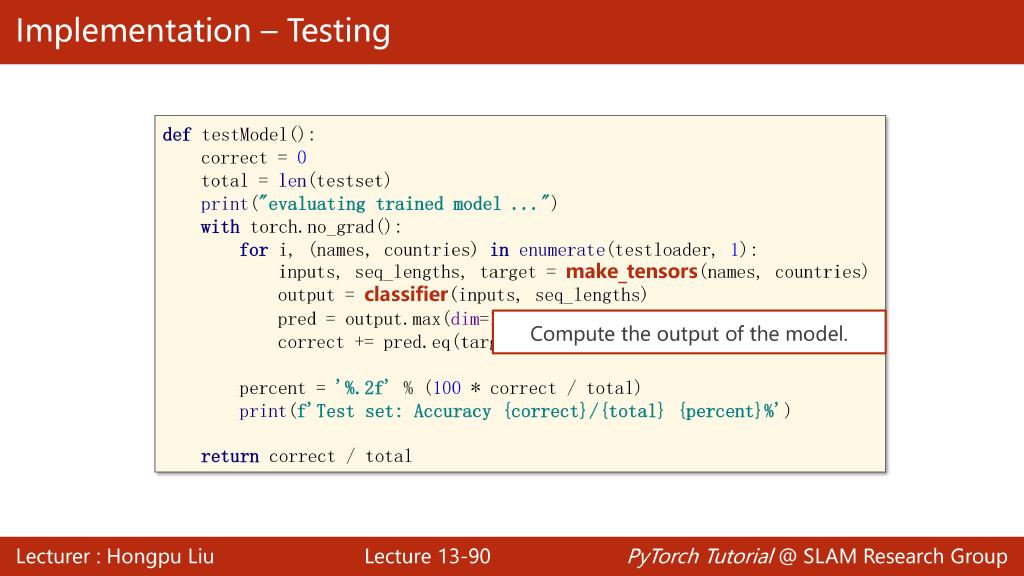 Implementation – Testing
def testModel():
    correct = 0
    total = len(testset)
    print("evaluating trained model ...")
    with torch.no_grad():
        for i, (names, countries) in enumerate(testloader, 1):
            inputs, seq_lengths, target = make_tensors(names, countries)
            output = classifier(inputs, seq_lengths)
            pred = output.max(dim=
            correct += pred.eq(
Compute the output of the model.
        percent = '%.2f' % (100 * correct / total)
        print(f'Test set: Accuracy {correct}/{total} {percent}%')
    return correct / total
Lecturer : Hongpu Liu
Lecture 13-90
PyTorch Tutorial @ SLAM Research Group